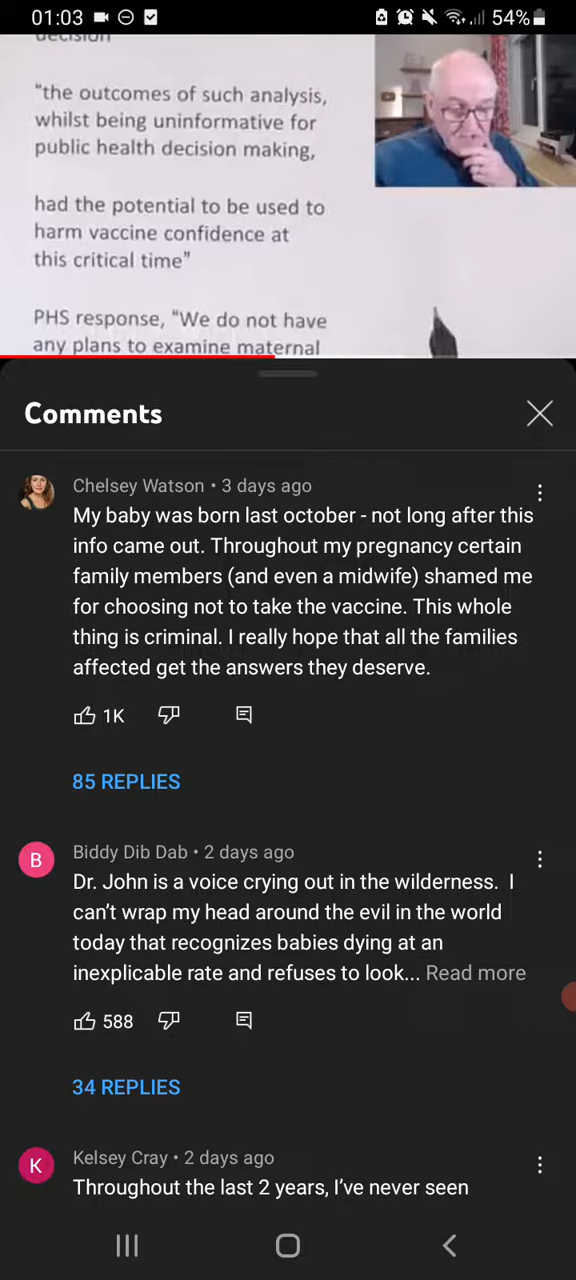 01:03
54%
decision
"the outcomes of such analysis,
whilst being uninformative for
public health decision making,
had the potential to be used to
harm vaccine confidence at
this critical time"
PHS response, "We do not have
any plans to examine maternal
Comments
Chelsey Watson • 3 days ago
My baby was born last october - not long after this
info came out. Throughout my pregnancy certain
family members (and even a midwife) shamed me
for choosing not to take the vaccine. This whole
thing is criminal. I really hope that all the families
affected get the answers they deserve.
1K
85 REPLIES
B
Biddy Dib Dab • 2 days ago
Dr. John is a voice crying out in the wilderness.  I
can't wrap my head around the evil in the world
today that recognizes babies dying at an
inexplicable rate and refuses to look... Read more
588
34 REPLIES
K
Kelsey Cray • 2 days ago
Throughout the last 2 years, I've never seen